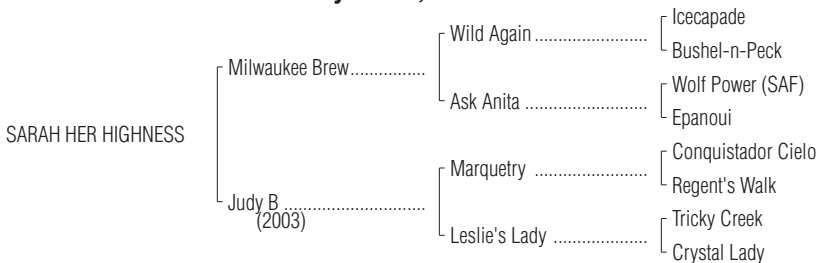 Icecapade
Wild Again ........................
Bushel-n-Peck
Milwaukee Brew................
Wolf Power (SAF)
Ask Anita ..........................
Epanoui
SARAH HER HIGHNESS
Conquistador Cielo
Marquetry ........................
Regent's Walk
Judy B ..............................
(2003)
Tricky Creek
Leslie's Lady ....................
Crystal Lady